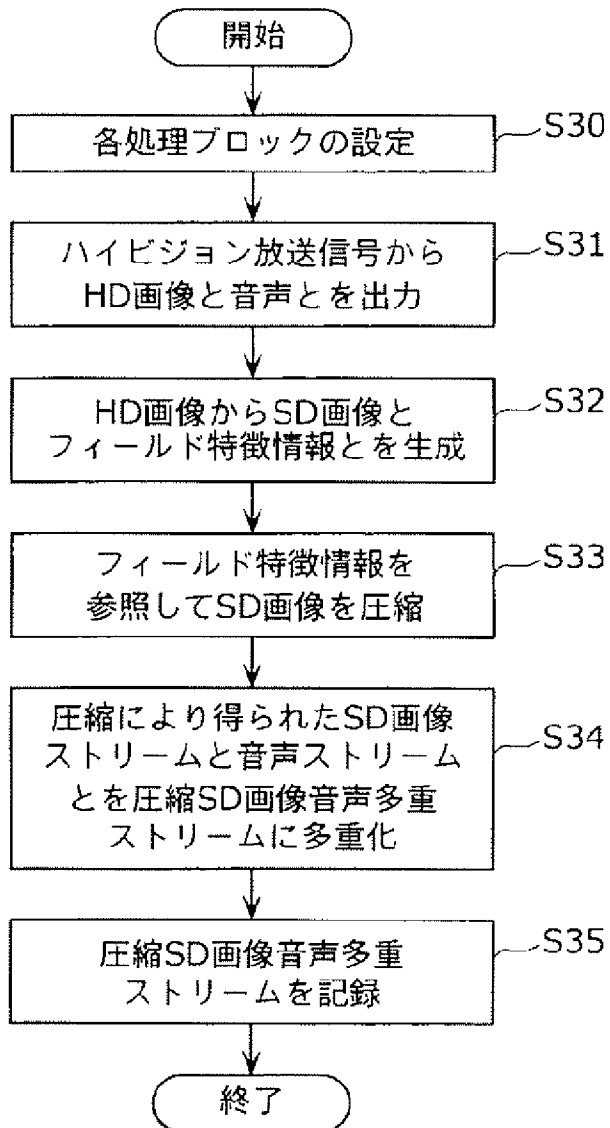 開始
各処理ブロックの設定
S30
ハイビジョン放送信号から
HD画像と音声とを出力
S31
HD画像からSD画像と
フィールド特徴情報とを生成
S32
フィールド特徴情報を
参照してSD画像を圧縮
S33
圧縮により得られたSD画像
ストリームと音声ストリーム
とを圧縮SD画像音声多重
ストリームに多重化
S34
圧縮SD画像音声多重
ストリームを記録
S35
終了